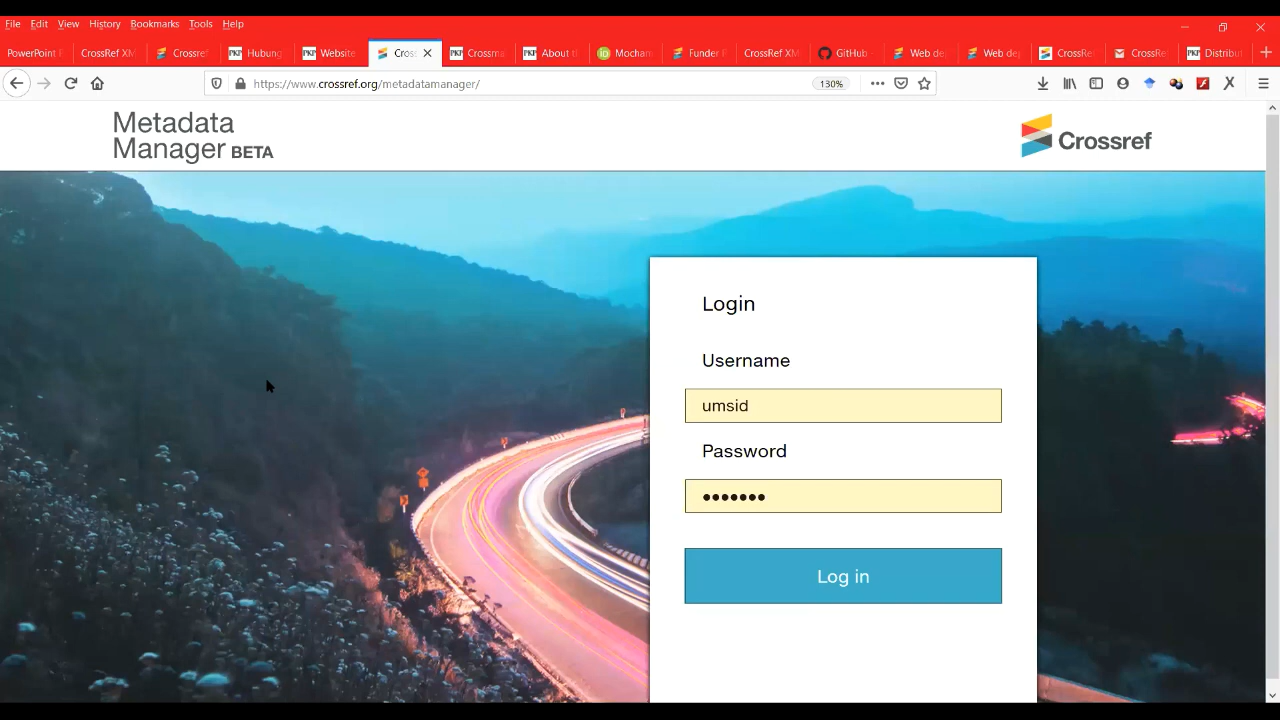 File Edit View History Bookmarks Tools Help
PowerPoint CrossRef XM Crossref Hubung Website Cros Crossma About th Mocham Funder CrossRef XM GitHub Web de Web de CrossRe CrossRe Distribut
https://www.crossref.org/metadatamanager/ 130%
Metadata
Manager BETA
Crossref
Login
Username
umsid
Password
Log in